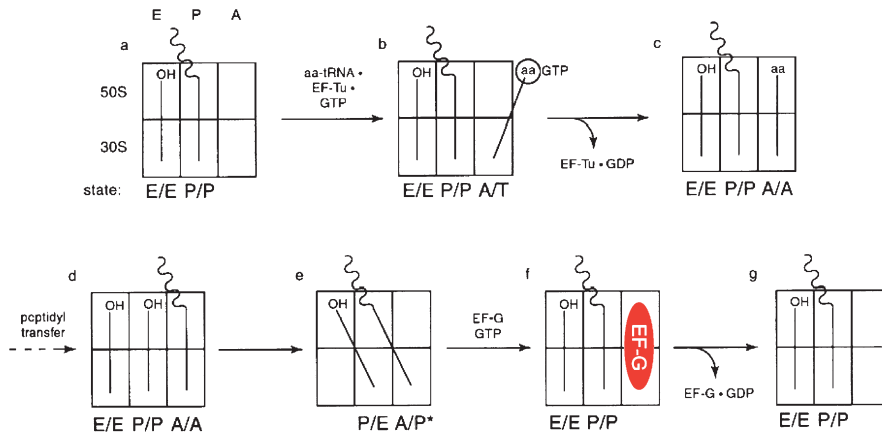 E P A
a
OH
50S
30S
state: E/E P/P
aa-tRNA •
EF-Tu •
GTP
b
OH
aa GTP
E/E P/P A/T
EF-Tu • GDP
c
OH aa
E/E P/P A/A
pcptidyl
transfer
d
OH OH
E/E P/P A/A
e
OH
P/E A/P*
EF•G
GTP
f
OH
EF-G
E/E P/P
EF-G • GDP
g
OH
E/E P/P